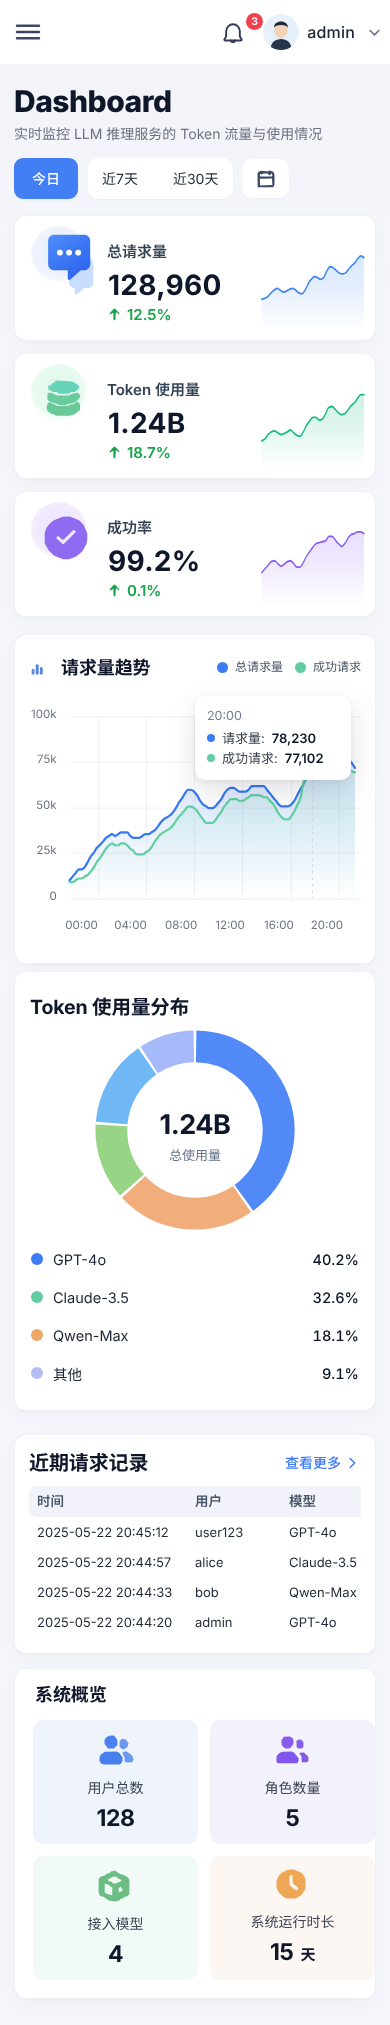 3
admin
Dashboard
实时监控 LLM 推理服务的 Token 流量与使用情况
今日
近7天
近30天
总请求量
128,960
↑ 12.5%
Token 使用量
1.24B
↑ 18.7%
成功率
99.2%
↑ 0.1%
请求量趋势
总请求量
成功请求
20:00
请求量: 78,230
成功请求: 77,102
100k
75k
50k
25k
0
00:00 04:00 08:00 12:00 16:00 20:00
Token 使用量分布
1.24B
总使用量
GPT-4o 40.2%
Claude-3.5 32.6%
Qwen-Max 18.1%
其他 9.1%
近期请求记录 查看更多
时间 用户 模型
2025-05-22 20:45:12 user123 GPT-4o
2025-05-22 20:44:57 alice Claude-3.5
2025-05-22 20:44:33 bob Qwen-Max
2025-05-22 20:44:20 admin GPT-4o
系统概览
用户总数
128
角色数量
5
接入模型
4
系统运行时长
15 天